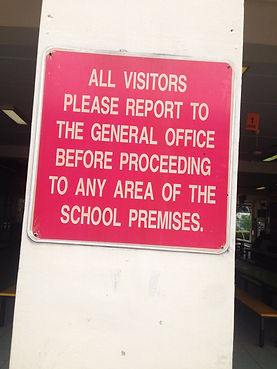 ALL VISITORS
PLEASE REPORT TO
THE GENERAL OFFICE
BEFORE PROCEEDING
TO ANY AREA OF THE
SCHOOL PREMISES.